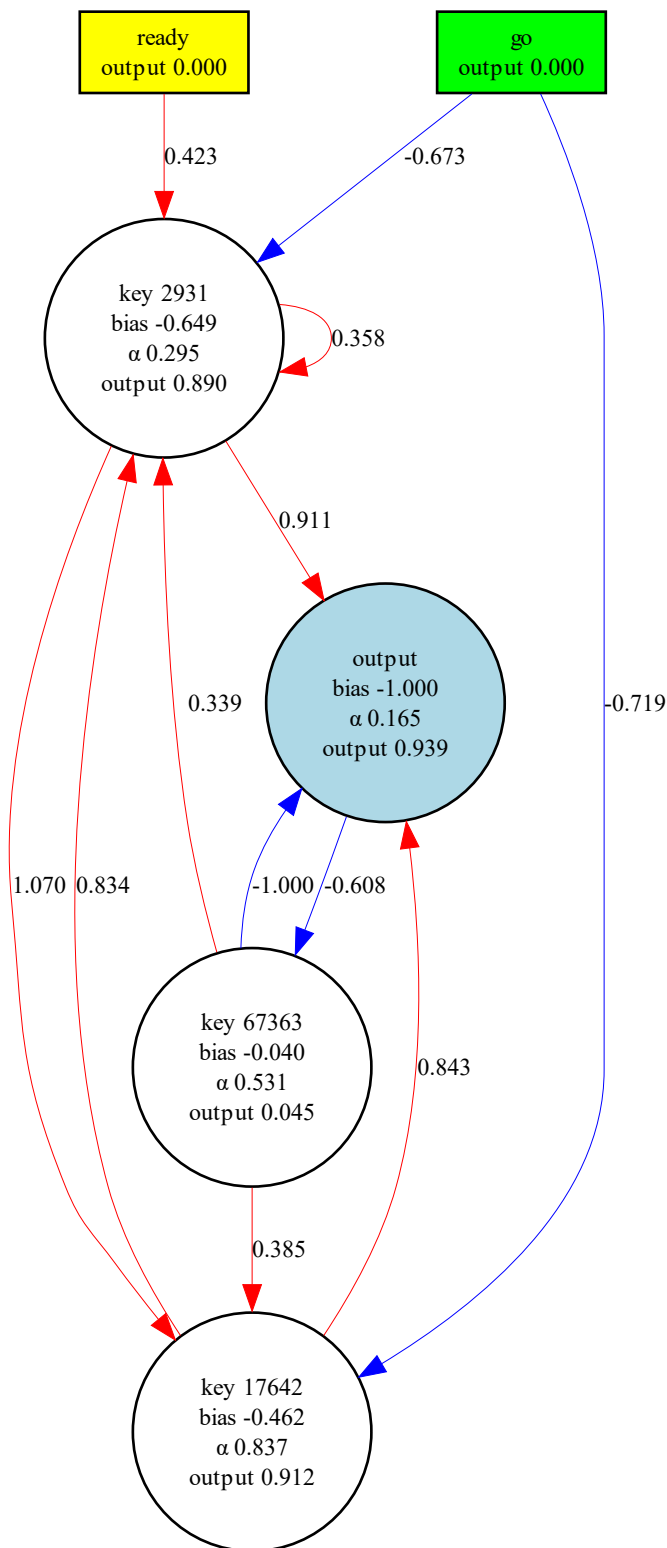 ready
output 0.000
go
output 0.000
0.423
-0.673
key 2931
bias -0.649
α 0.295
output 0.890
0.358
0.911
output
bias -1.000
α 0.165
output 0.939
0.339
-0.719
1.070
0.834
-1.000
-0.608
0.843
key 67363
bias -0.040
α 0.531
output 0.045
0.385
key 17642
bias -0.462
α 0.837
output 0.912